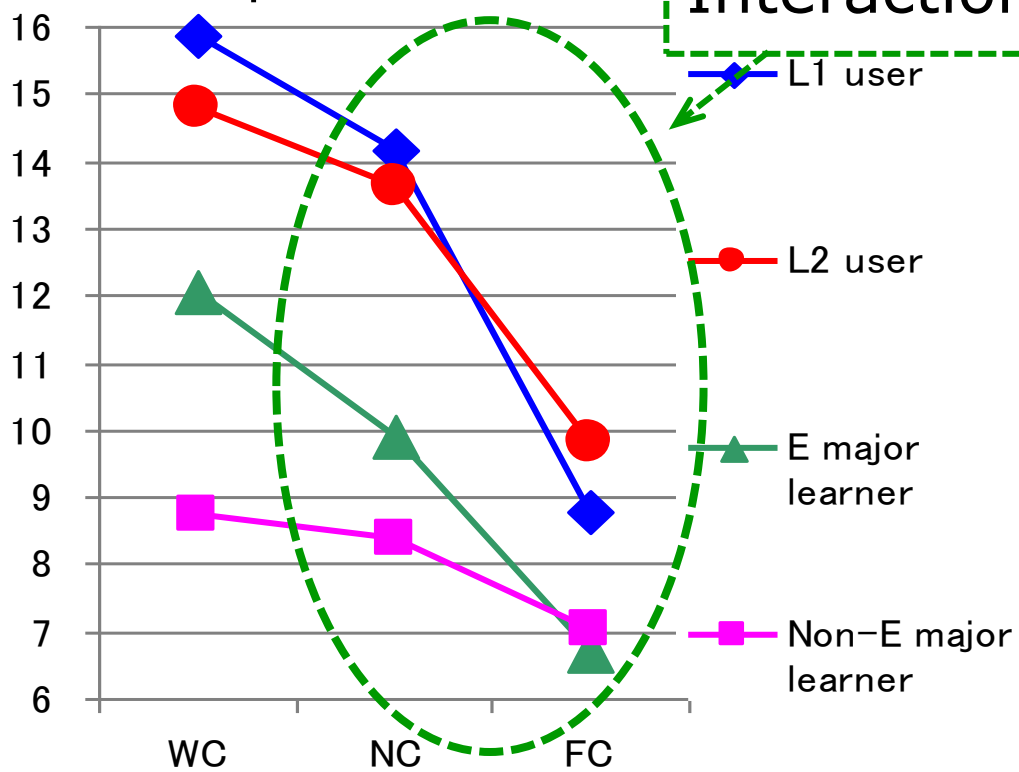 Interaction
16
15
14
13
12
11
10
9
8
7
6
WC NC FC
L1 user
L2 user
E major
learner
Non-E major
learner